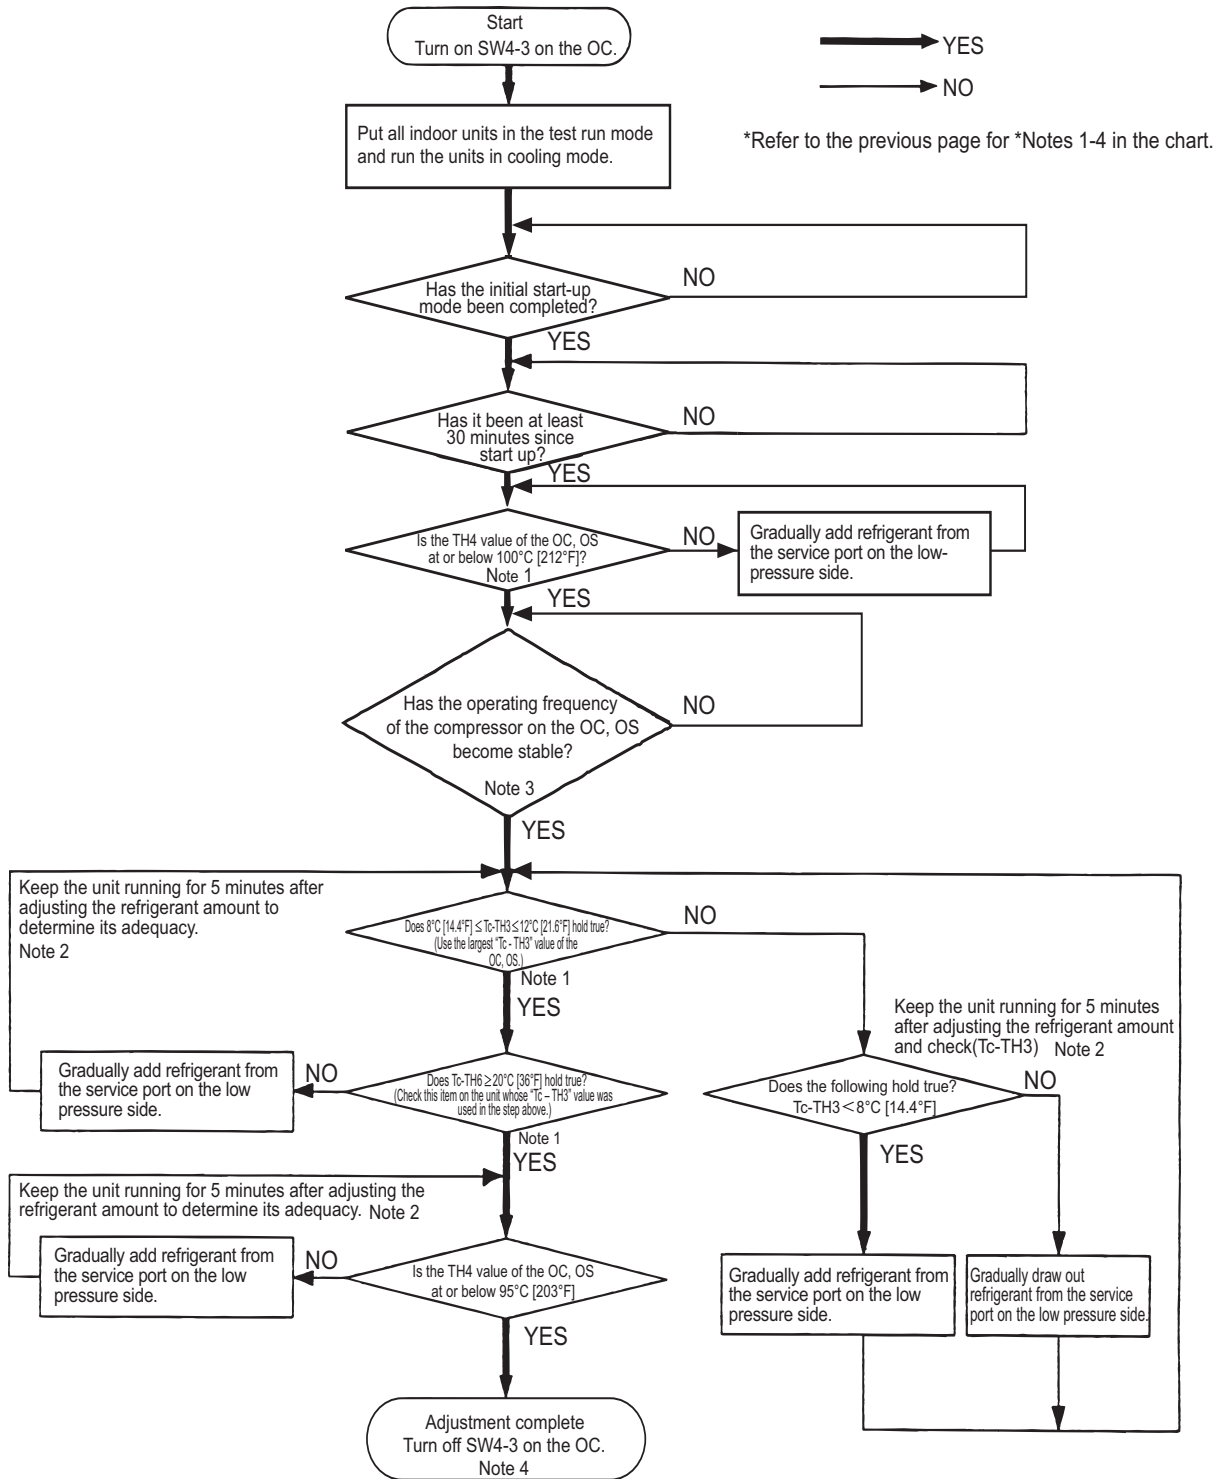 Start
Turn on SW4-3 on the OC.
YES
NO
*Refer to the previous page for *Notes 1-4 in the chart.
Put all indoor units in the test run mode
and run the units in cooling mode.
Has the initial start-up
mode been completed?
NO
YES
Has it been at least
30 minutes since
start up?
NO
YES
Is the TH4 value of the OC, OS
at or below 100°C [212°F]?
Note 1
NO
Gradually add refrigerant from
the service port on the low-
pressure side.
YES
Has the operating frequency
of the compressor on the OC, OS
become stable?
Note 3
NO
YES
Keep the unit running for 5 minutes after
adjusting the refrigerant amount to
determine its adequacy.
Note 2
Does 8°C [14.4°F] ≤Tc-TH3≤12°C [21.6°F] hold true?
(Use the largest “Tc - TH3” value of the
OC, OS.)
Note 1
NO
YES
Keep the unit running for 5 minutes
after adjusting the refrigerant amount
and check(Tc-TH3) Note 2
Gradually add refrigerant from
the service port on the low
pressure side.
NO
Does Tc-TH6≥20°C [36°F] hold true?
(Check this item on the unit whose “Tc – TH3” value was
used in the step above.)
Note 1
YES
Does the following hold true?
Tc-TH3<8°C [14.4°F]
NO
YES
Keep the unit running for 5 minutes after adjusting the
refrigerant amount to determine its adequacy. Note 2
Gradually add refrigerant from
the service port on the low
pressure side.
NO
Is the TH4 value of the OC, OS
at or below 95°C [203°F]
YES
Gradually add refrigerant from
the service port on the low
pressure side.
Gradually draw out
refrigerant from the service
port on the low pressure side.
Adjustment complete
Turn off SW4-3 on the OC.
Note 4